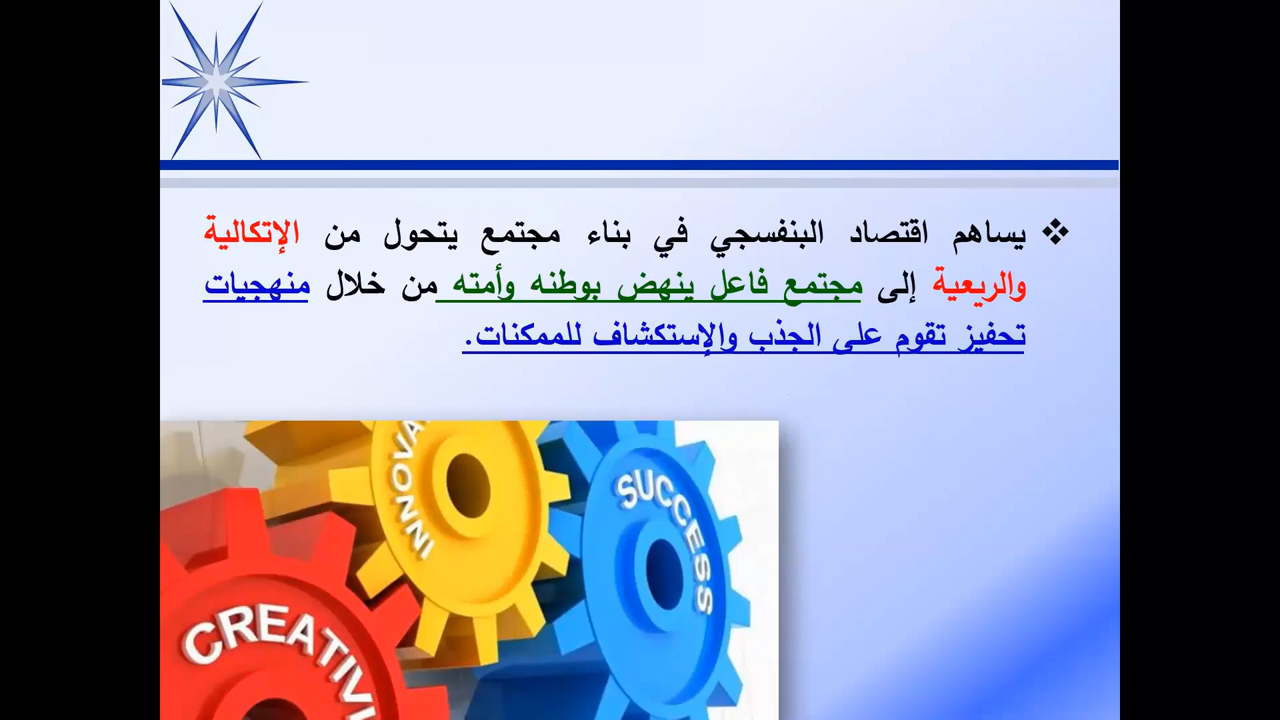 ❖ يساهم اقتصاد البنفسجي في بناء مجتمع يتحول من الإتكالية
والريعية إلى مجتمع فاعل ينهض بوطنه وأمته من خلال منهجيات
تحفيز تقوم على الجذب والإستكشاف للممكنات.
INNOVA
SUCCESS
CREATIVI